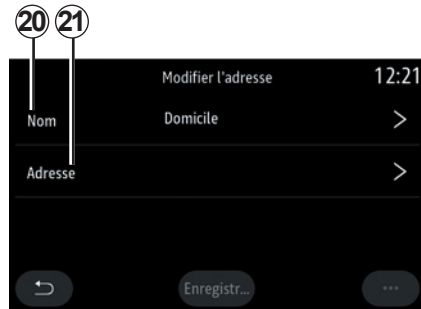 20 21
Modifier l'adresse 12:21
Nom Domicile >
Adresse >
Enregistr... ...